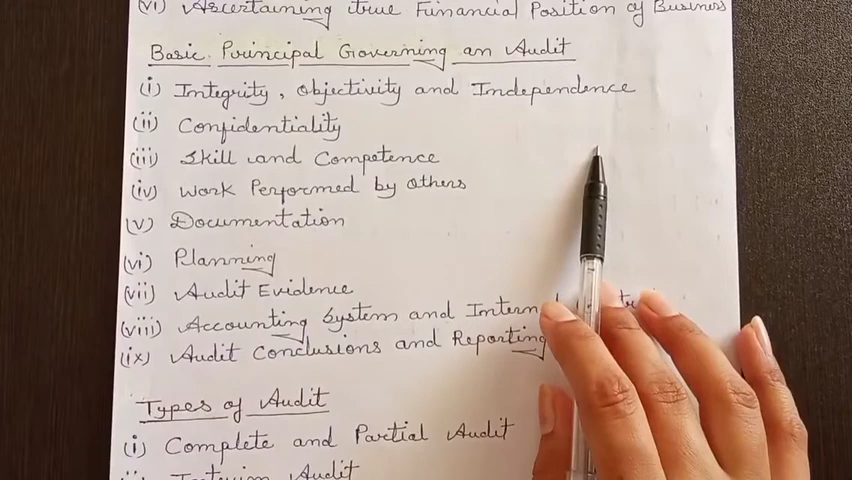 (vi) Ascertaining true Financial Position of Business
Basic Principal Governing an Audit
(i) Integrity, Objectivity and Independence
(ii) Confidentiality
(iii) Skill and Competence
(iv) Work Performed by Others
(v) Documentation
(vi) Planning
(vii) Audit Evidence
(viii) Accounting System and Intern
(ix) Audit Conclusions and Reporting
Types of Audit
(i) Complete and Partial Audit
Interim Audit